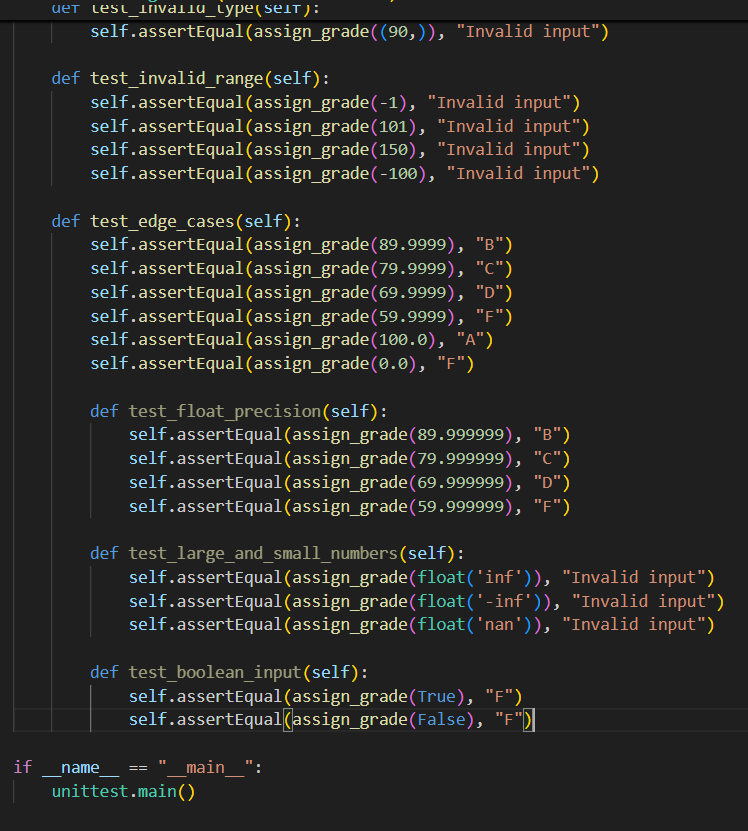 def test_invalid_type(self):
        self.assertEqual(assign_grade((90,)), "Invalid input")

    def test_invalid_range(self):
        self.assertEqual(assign_grade(-1), "Invalid input")
        self.assertEqual(assign_grade(101), "Invalid input")
        self.assertEqual(assign_grade(150), "Invalid input")
        self.assertEqual(assign_grade(-100), "Invalid input")

    def test_edge_cases(self):
        self.assertEqual(assign_grade(89.9999), "B")
        self.assertEqual(assign_grade(79.9999), "C")
        self.assertEqual(assign_grade(69.9999), "D")
        self.assertEqual(assign_grade(59.9999), "F")
        self.assertEqual(assign_grade(100.0), "A")
        self.assertEqual(assign_grade(0.0), "F")

        def test_float_precision(self):
            self.assertEqual(assign_grade(89.999999), "B")
            self.assertEqual(assign_grade(79.999999), "C")
            self.assertEqual(assign_grade(69.999999), "D")
            self.assertEqual(assign_grade(59.999999), "F")

        def test_large_and_small_numbers(self):
            self.assertEqual(assign_grade(float('inf')), "Invalid input")
            self.assertEqual(assign_grade(float('-inf')), "Invalid input")
            self.assertEqual(assign_grade(float('nan')), "Invalid input")

        def test_boolean_input(self):
            self.assertEqual(assign_grade(True), "F")
            self.assertEqual(assign_grade(False), "F")

if __name__ == "__main__":
    unittest.main()